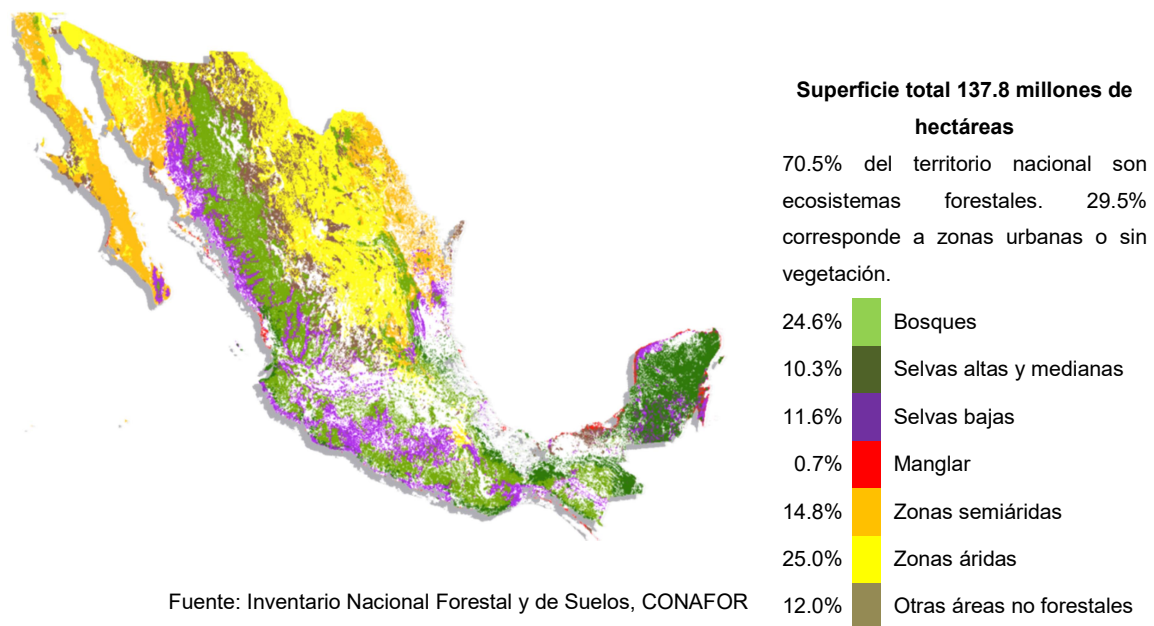 Superficie total 137.8 millones de
hectáreas
70.5% del territorio nacional son
ecosistemas forestales. 29.5%
corresponde a zonas urbanas o sin
vegetación.
24.6% Bosques
10.3% Selvas altas y medianas
11.6% Selvas bajas
0.7% Manglar
14.8% Zonas semiáridas
25.0% Zonas áridas
12.0% Otras áreas no forestales
Fuente: Inventario Nacional Forestal y de Suelos, CONAFOR